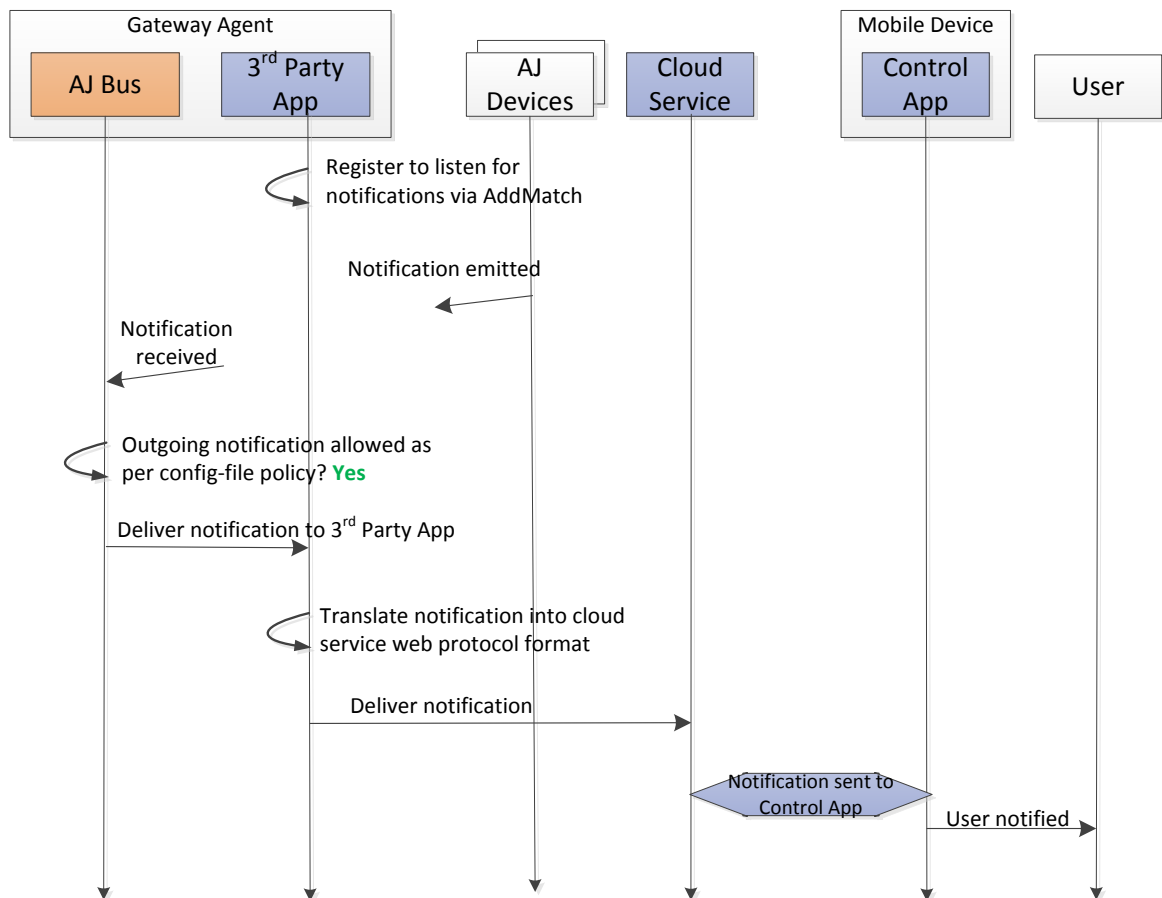 Gateway Agent
Mobile Device
AJ Bus
3rd Party
App
AJ
Devices
Cloud
Service
Control
App
User
Register to listen for
notifications via AddMatch
Notification emitted
Notification
received
Outgoing notification allowed as
per config-file policy? Yes
Deliver notification to 3rd Party App
Translate notification into cloud
service web protocol format
Deliver notification
Notification sent to
Control App
User notified